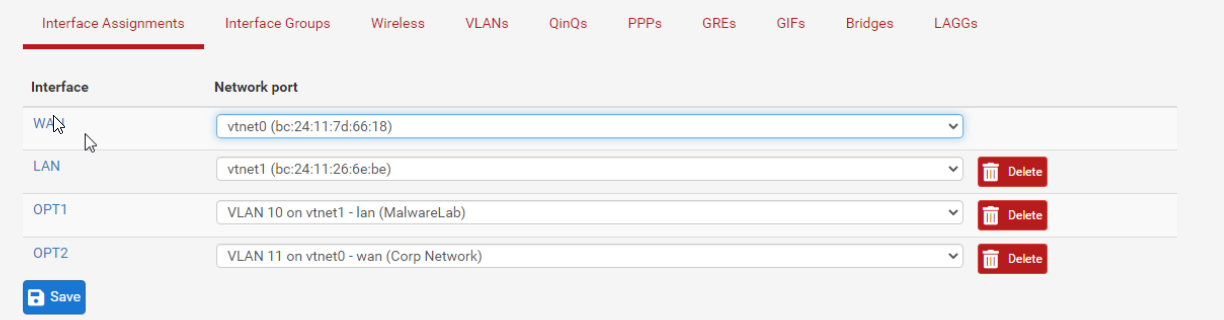 Interface Assignments Interface Groups Wireless VLANs QinQs PPPs GREs GIFs Bridges LAGGs
Interface Network port
WAN vtnet0 (bc:24:11:7d:66:18)
LAN vtnet1 (bc:24:11:26:6e:be) Delete
OPT1 VLAN 10 on vtnet1 - lan (MalwareLab) Delete
OPT2 VLAN 11 on vtnet0 - wan (Corp Network) Delete
Save